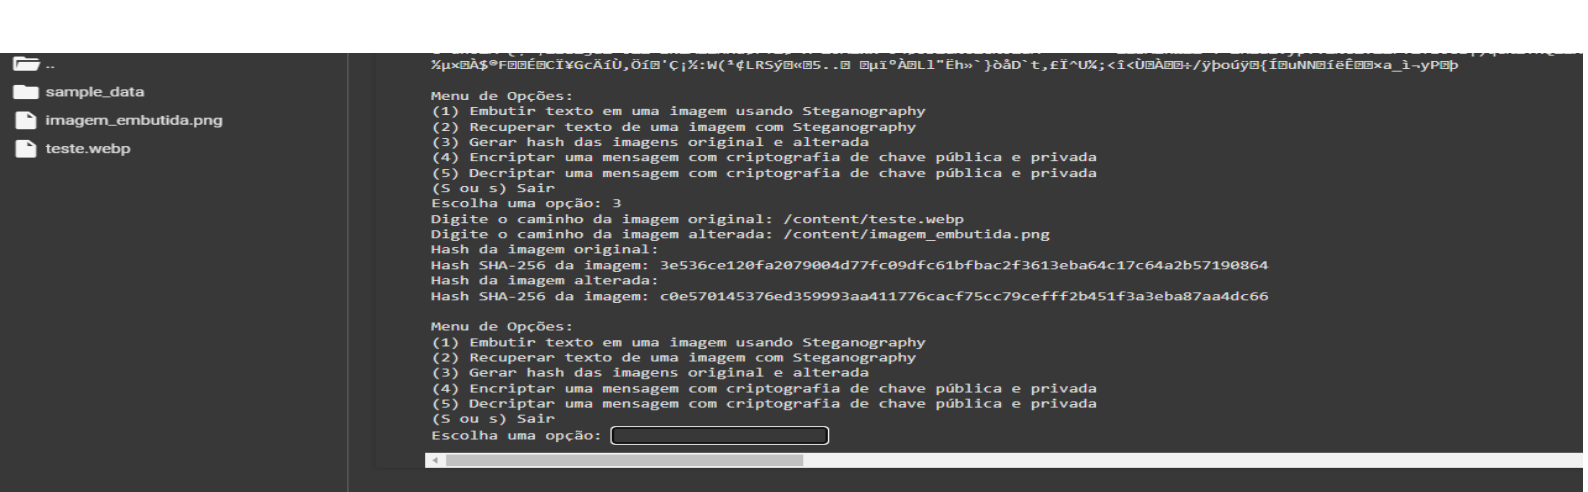 ..
sample_data
imagem_embutida.png
teste.webp
Menu de Opções:
(1) Embutir texto em uma imagem usando Steganography
(2) Recuperar texto de uma imagem com Steganography
(3) Gerar hash das imagens original e alterada
(4) Encriptar uma mensagem com criptografia de chave pública e privada
(5) Decriptar uma mensagem com criptografia de chave pública e privada
(S ou s) Sair
Escolha uma opção: 3
Digite o caminho da imagem original: /content/teste.webp
Digite o caminho da imagem alterada: /content/imagem_embutida.png
Hash da imagem original:
Hash SHA-256 da imagem: 3e536ce120fa2079004d77fc09dfc61bfbac2f3613eba64c17c64a2b57190864
Hash da imagem alterada:
Hash SHA-256 da imagem: c0e570145376ed359993aa411776cacf75cc79cefff2b451f3a3eba87aa4dc66
Menu de Opções:
(1) Embutir texto em uma imagem usando Steganography
(2) Recuperar texto de uma imagem com Steganography
(3) Gerar hash das imagens original e alterada
(4) Encriptar uma mensagem com criptografia de chave pública e privada
(5) Decriptar uma mensagem com criptografia de chave pública e privada
(S ou s) Sair
Escolha uma opção: